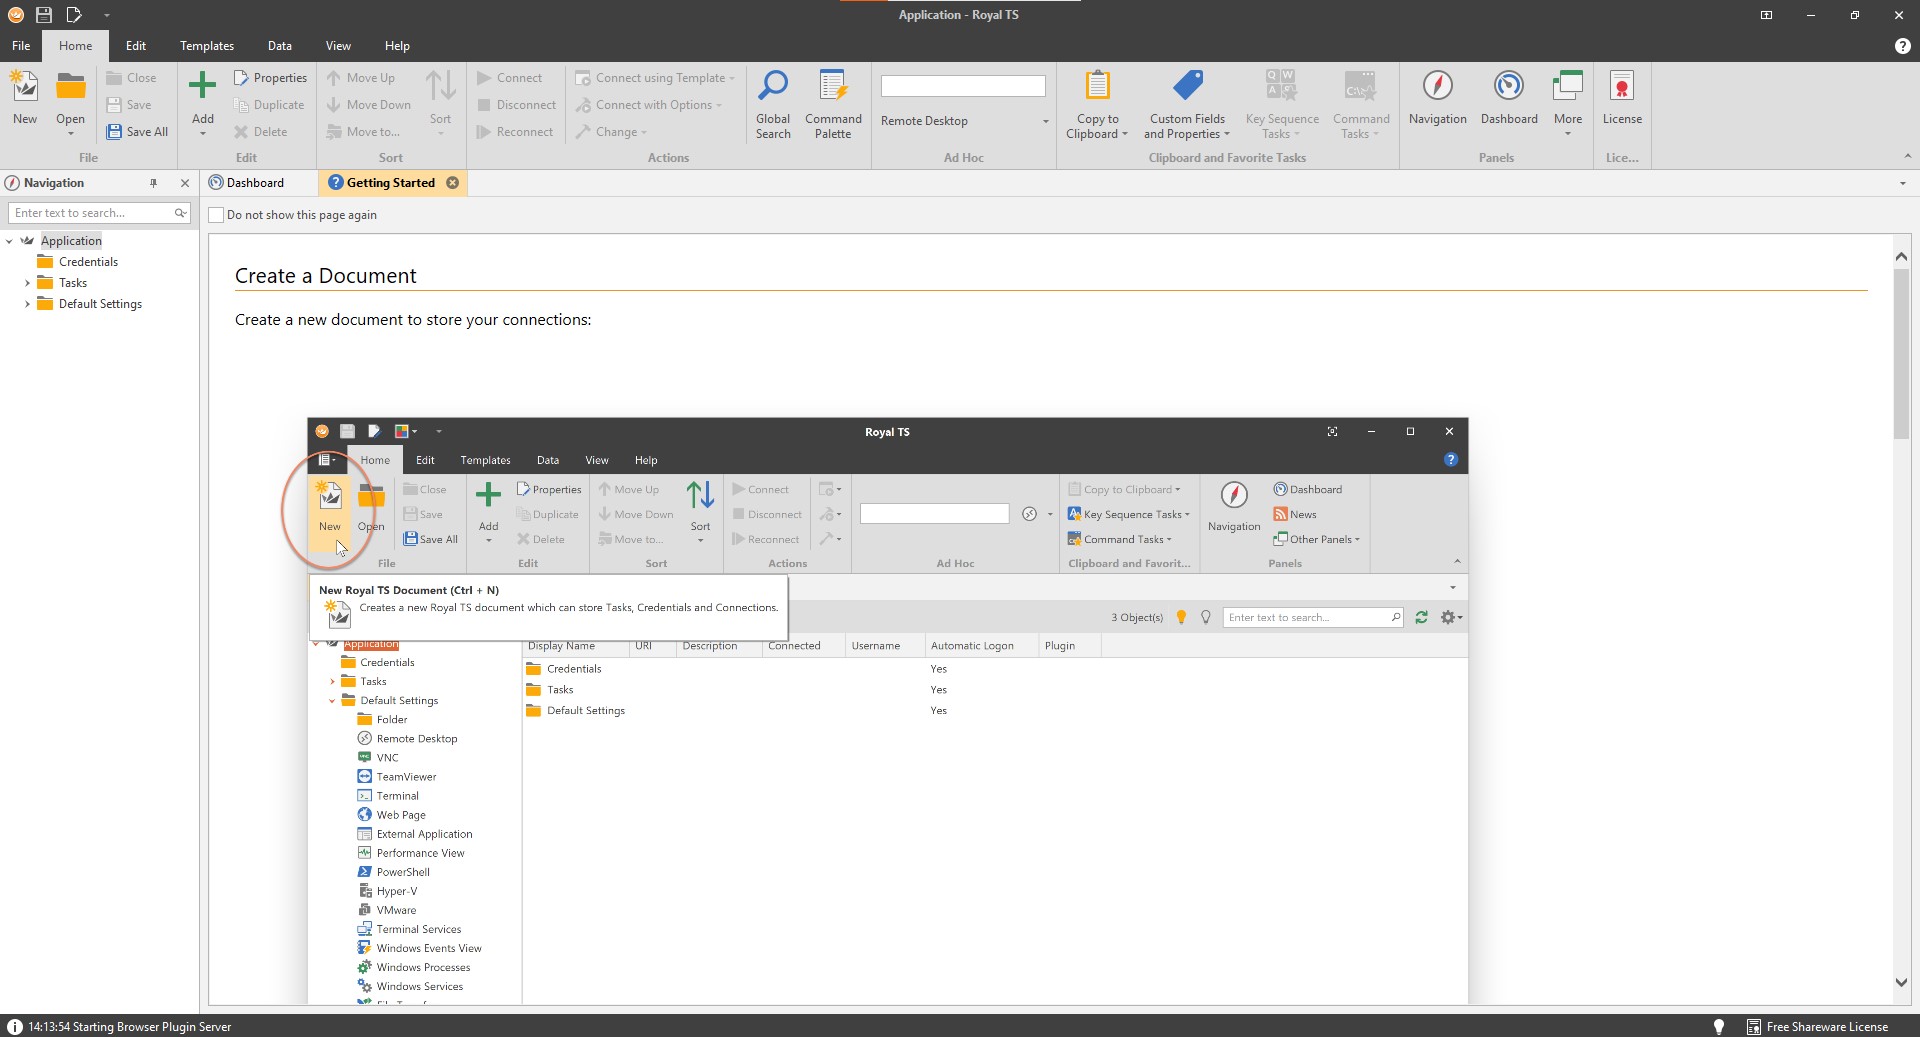 Application - Royal TS
File Home Edit Templates Data View Help
New Open Close Save Save All
File
Add Properties Duplicate Delete
Edit
Move Up Move Down Move to... Sort
Sort
Connect Disconnect Reconnect Connect using Template Connect with Options Change
Global Search Command Palette
Actions
Remote Desktop
Ad Hoc
Copy to Clipboard Custom Fields and Properties Key Sequence Tasks Command Tasks
Clipboard and Favorite Tasks
Navigation Dashboard More
Panels
License
Lice...
Navigation
Enter text to search...
Application
Credentials
Tasks
Default Settings
Dashboard Getting Started
Do not show this page again
Create a Document
Create a new document to store your connections:
Royal TS
Home Edit Templates Data View Help
New Open Close Save Save All
File
Add Properties Duplicate Delete
Edit
Move Up Move Down Move to... Sort
Sort
Connect Disconnect Reconnect
Actions
Ad Hoc
Copy to Clipboard Key Sequence Tasks Command Tasks
Clipboard and Favorit...
Navigation Dashboard News Other Panels
Panels
New Royal TS Document (Ctrl + N)
Creates a new Royal TS document which can store Tasks, Credentials and Connections.
3 Object(s) Enter text to search...
Application
Credentials
Tasks
Default Settings
Folder
Remote Desktop
VNC
TeamViewer
Terminal
Web Page
External Application
Performance View
PowerShell
Hyper-V
VMware
Terminal Services
Windows Events View
Windows Processes
Windows Services
Display Name URI Description Connected Username Automatic Logon Plugin
Credentials Yes
Tasks Yes
Default Settings Yes
14:13:54 Starting Browser Plugin Server
Free Shareware License